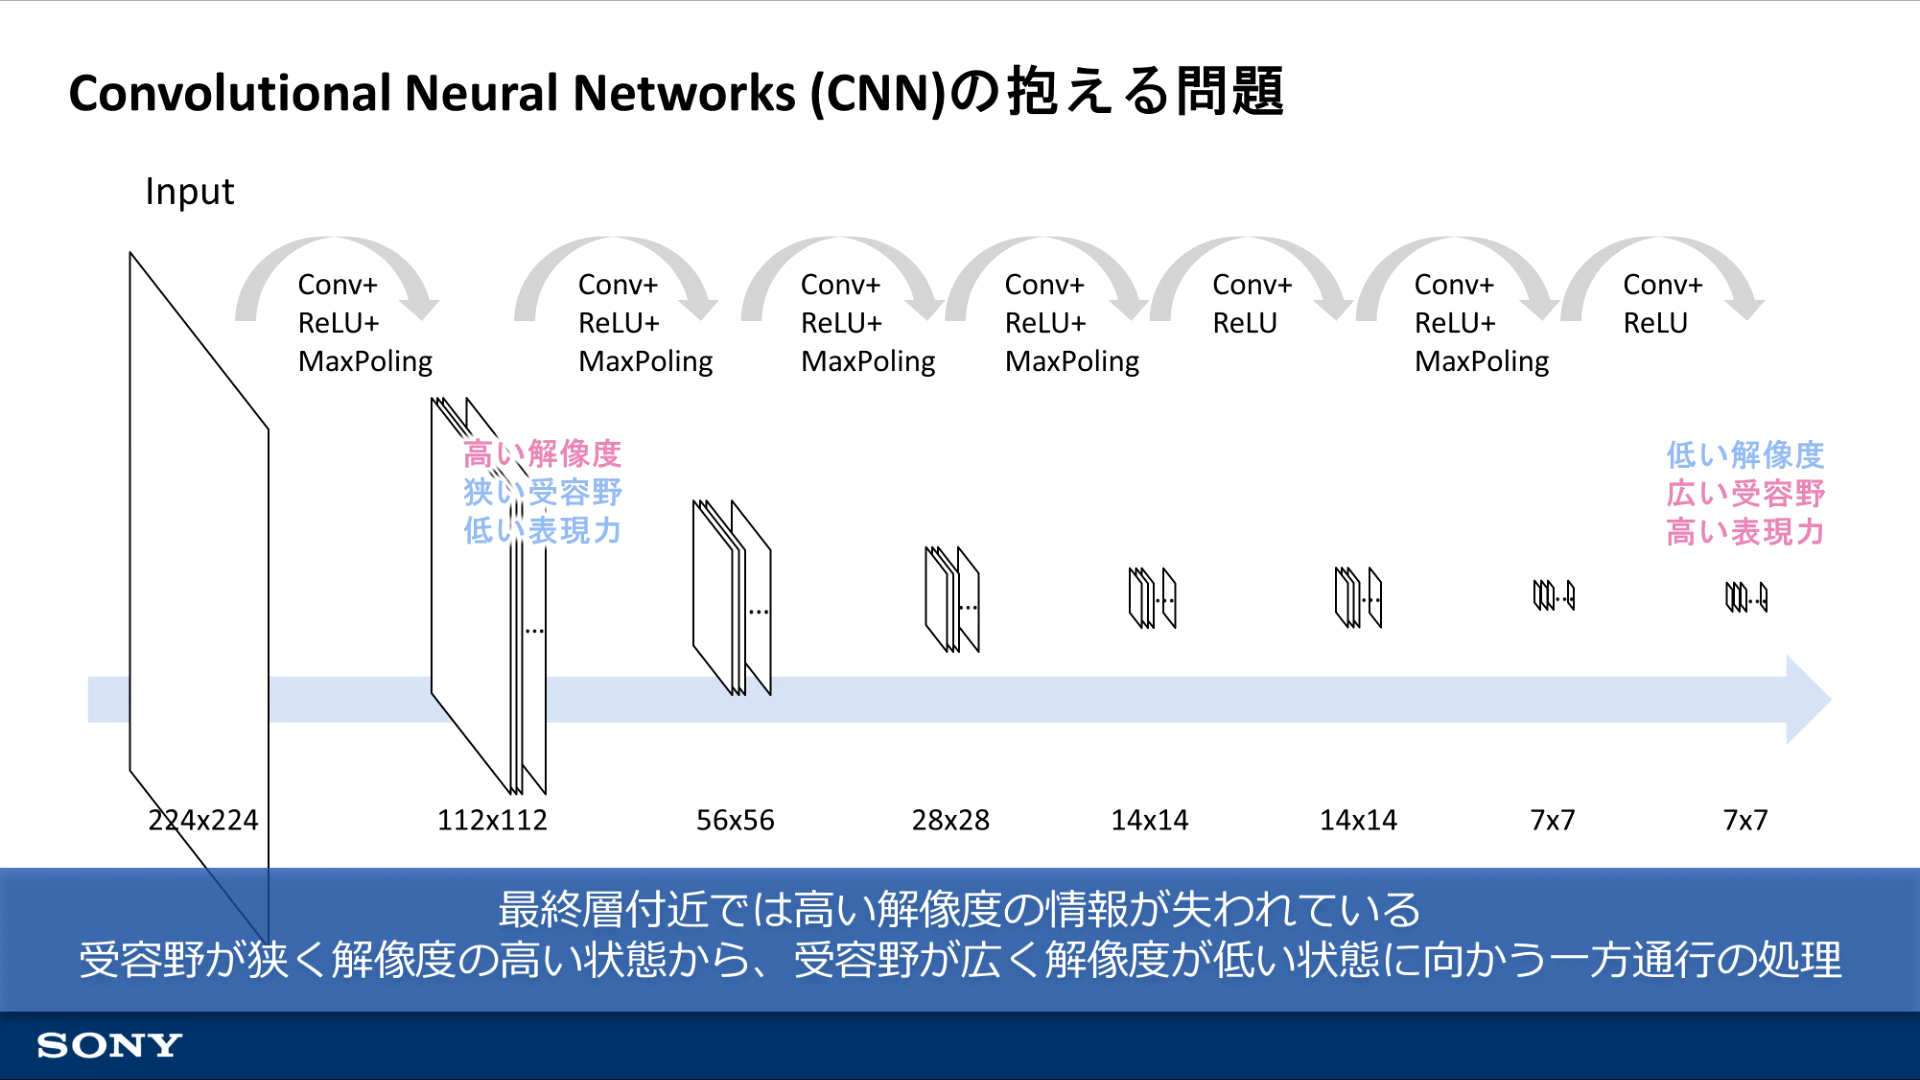 Convolutional Neural Networks (CNN)の抱える問題
Input
Conv+
ReLU+
MaxPoling
Conv+
ReLU+
MaxPoling
Conv+
ReLU+
MaxPoling
Conv+
ReLU+
MaxPoling
Conv+
ReLU
Conv+
ReLU+
MaxPoling
Conv+
ReLU
高い解像度
狭い受容野
低い表現力
低い解像度
広い受容野
高い表現力
...
...
...
...
...
...
...
224x224
112x112
56x56
28x28
14x14
14x14
7x7
7x7
最終層付近では高い解像度の情報が失われている
受容野が狭く解像度の高い状態から、受容野が広く解像度が低い状態に向かう一方通行の処理
SONY